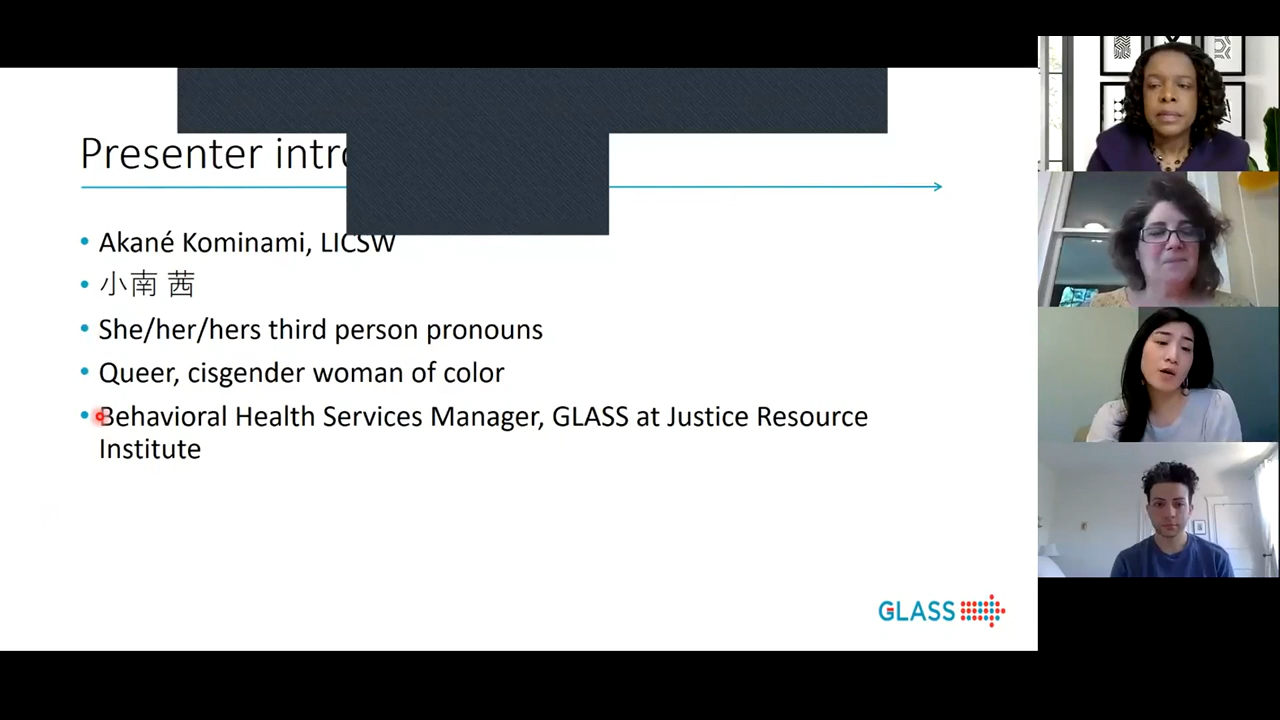 Presenter
Akané Kominami, LICSW
小南 茜
She/her/hers third person pronouns
Queer, cisgender woman of color
Behavioral Health Services Manager, GLASS at Justice Resource
Institute
GLASS